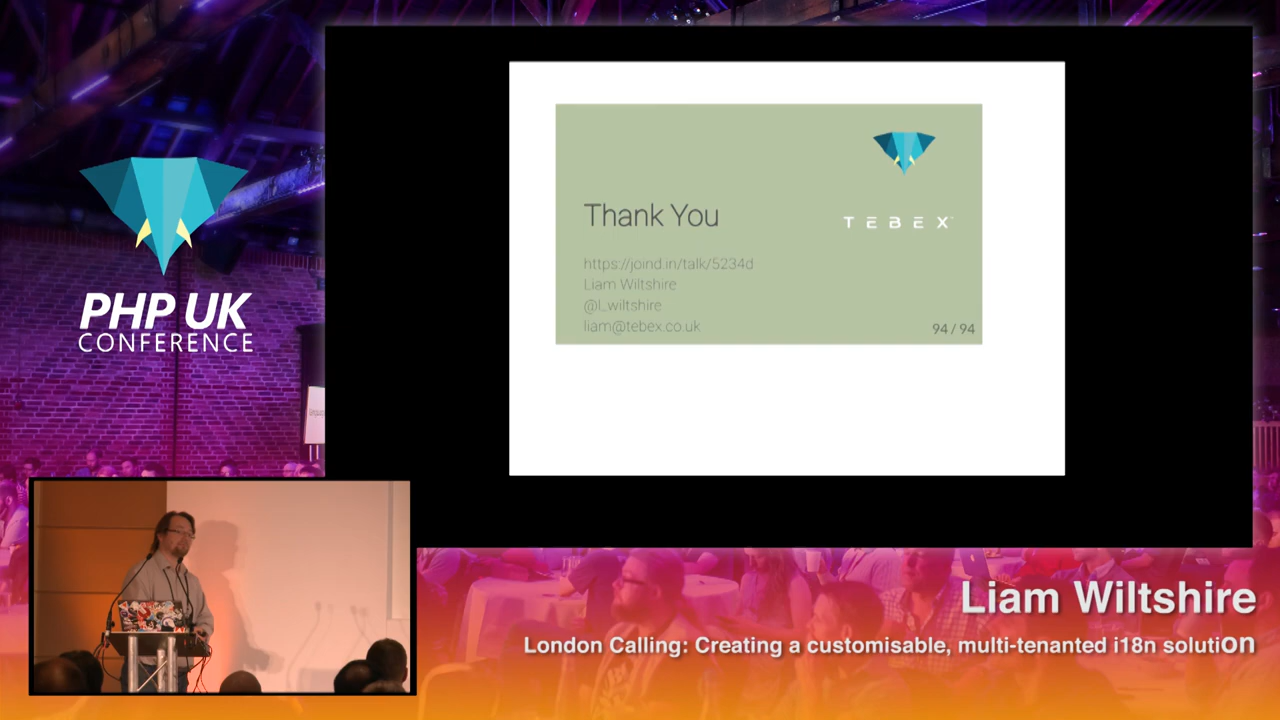 PHP UK
CONFERENCE
Thank You
TEBEX
https://joind.in/talk/5234d
Liam Wiltshire
@l_wiltshire
liam@tebex.co.uk
94 / 94
Liam Wiltshire
London Calling: Creating a customisable, multi-tenanted i18n solution